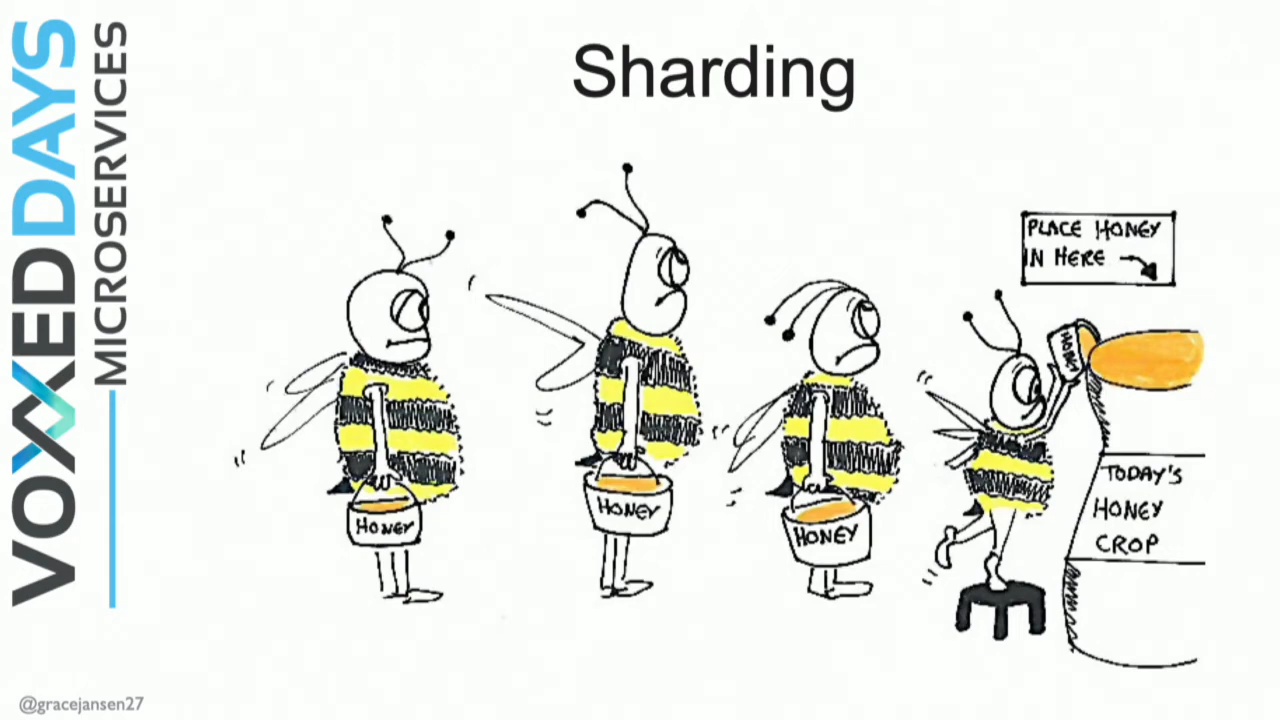 VOXXED DAYS
MICROSERVICES
Sharding
PLACE HONEY
IN HERE
HONEY
HONEY
HONEY
HONEY
TODAY'S
HONEY
CROP
@gracejansen27